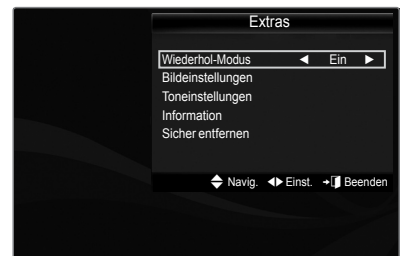 Extras
Wiederhol-Modus ◀ Ein ▶
Bildeinstellungen
Toneinstellungen
Information
Sicher entfernen
Navig. Einst. Beenden